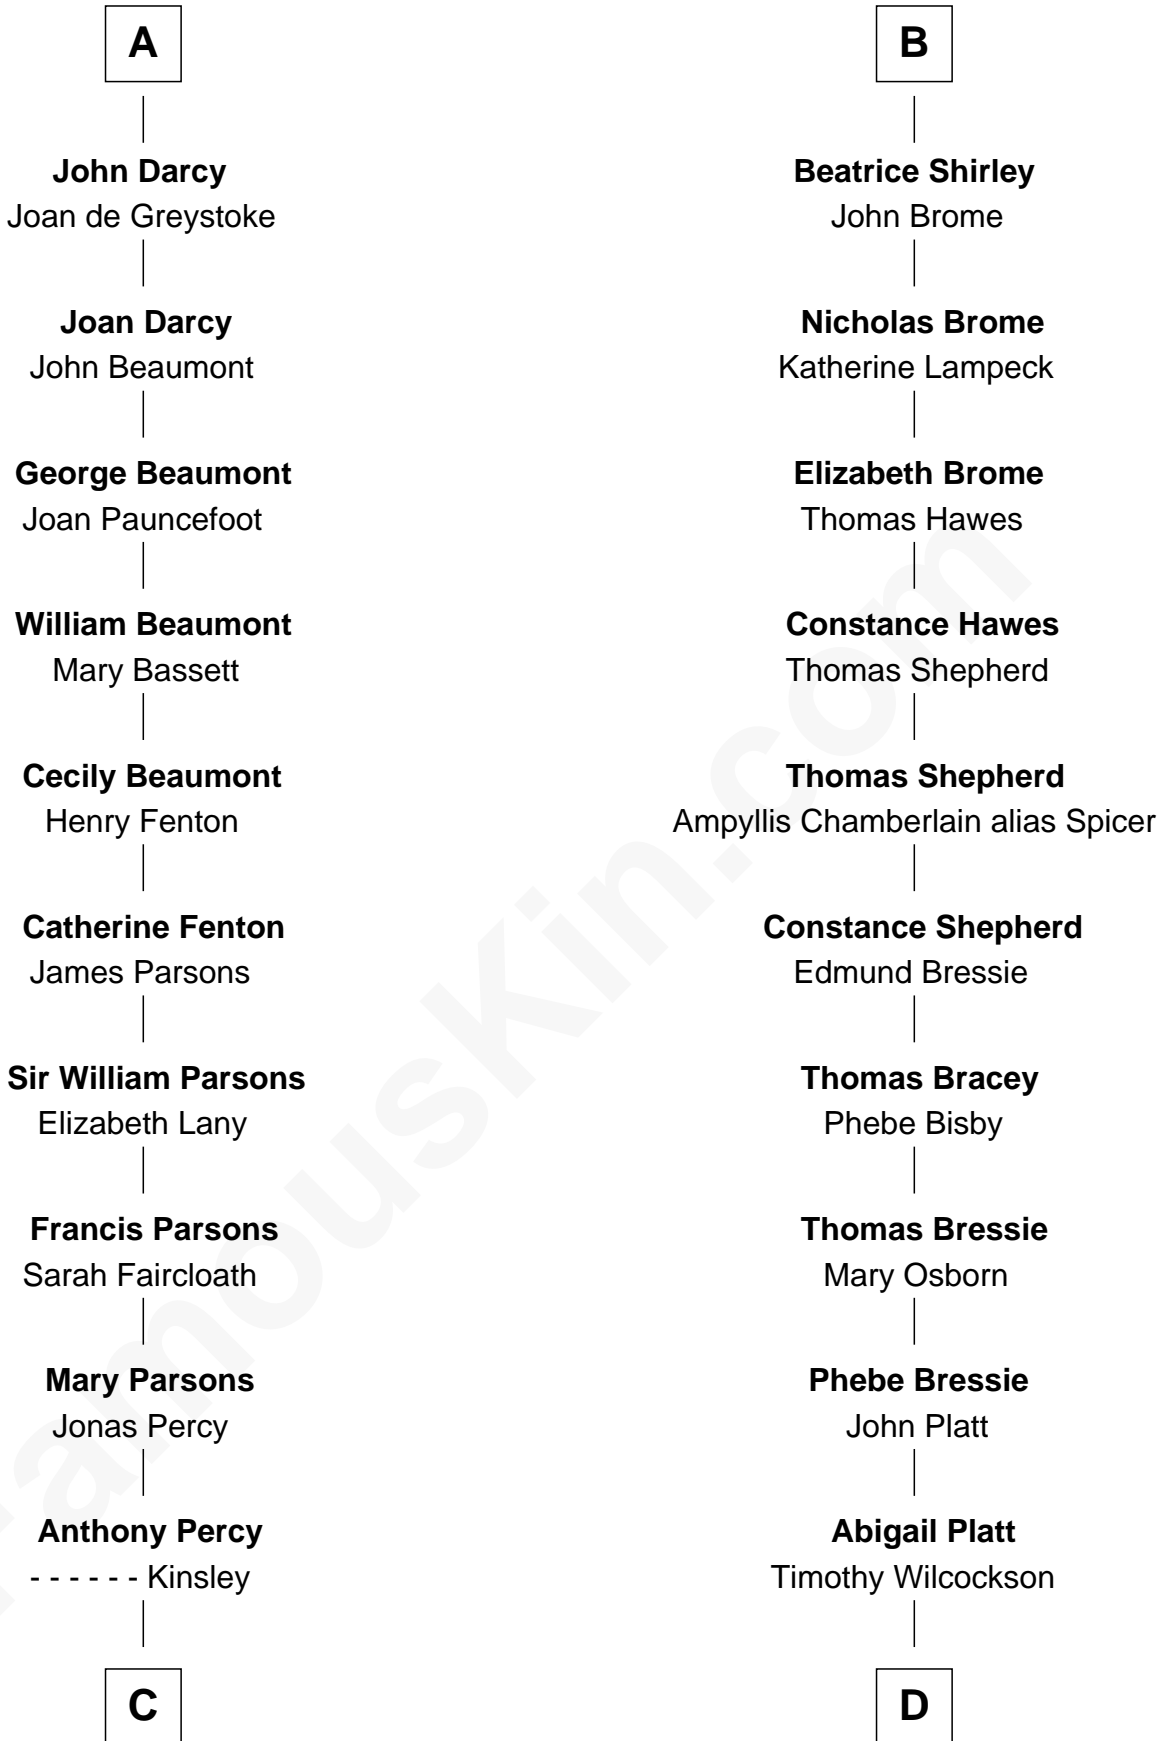 A
John Darcy
Joan de Greystoke
Joan Darcy
John Beaumont
George Beaumont
Joan Pauncefoot
William Beaumont
Mary Bassett
Cecily Beaumont
Henry Fenton
Catherine Fenton
James Parsons
Sir William Parsons
Elizabeth Lany
Francis Parsons
Sarah Faircloath
Mary Parsons
Jonas Percy
Anthony Percy
- - - - - - Kinsley
C
B
Beatrice Shirley
John Brome
Nicholas Brome
Katherine Lampeck
Elizabeth Brome
Thomas Hawes
Constance Hawes
Thomas Shepherd
Thomas Shepherd
Ampyllis Chamberlain alias Spicer
Constance Shepherd
Edmund Bressie
Thomas Bracey
Phebe Bisby
Thomas Bressie
Mary Osborn
Phebe Bressie
John Platt
Abigail Platt
Timothy Wilcockson
D
FamousKin.com